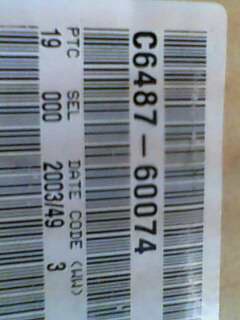 C6487-60074
PTC SEL DATE CODE (WW)
19 000 2003/49 3